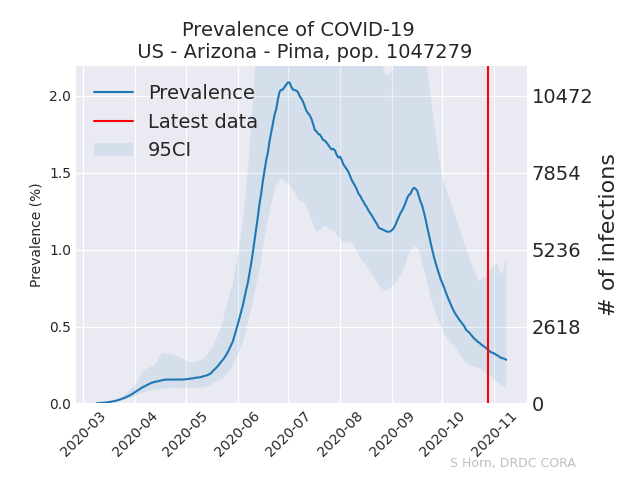 Prevalence of COVID-19
US - Arizona - Pima, pop. 1047279
Prevalence
Latest data
95CI
Prevalence (%)
2.0
1.5
1.0
0.5
0.0
10472
7854
5236
2618
0
# of infections
2020-03
2020-04
2020-05
2020-06
2020-07
2020-08
2020-09
2020-10
2020-11
S Horn, DRDC CORA